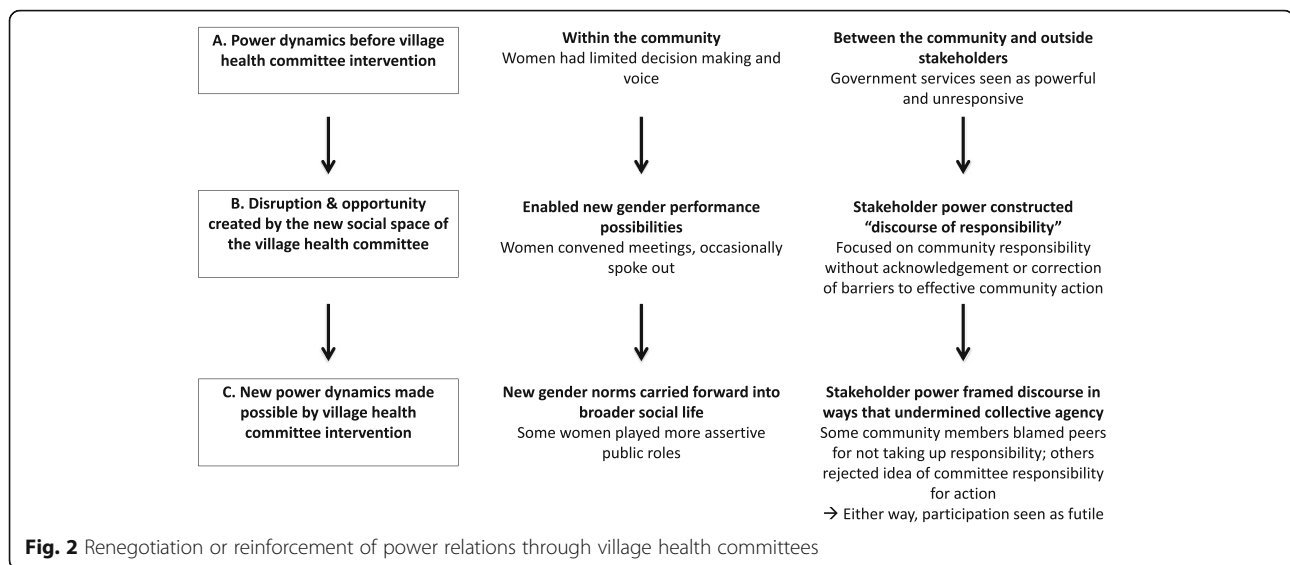 A. Power dynamics before village
health committee intervention
Within the community
Women had limited decision making and
voice
Between the community and outside
stakeholders
Government services seen as powerful
and unresponsive
B. Disruption & opportunity
created by the new social space of
the village health committee
Enabled new gender performance
possibilities
Women convened meetings, occasionally
spoke out
Stakeholder power constructed
“discourse of responsibility”
Focused on community responsibility
without acknowledgement or correction
of barriers to effective community action
C. New power dynamics made
possible by village health
committee intervention
New gender norms carried forward into
broader social life
Some women played more assertive
public roles
Stakeholder power framed discourse in
ways that undermined collective agency
Some community members blamed peers
for not taking up responsibility; others
rejected idea of committee responsibility
for action
→ Either way, participation seen as futile
Fig. 2 Renegotiation or reinforcement of power relations through village health committees